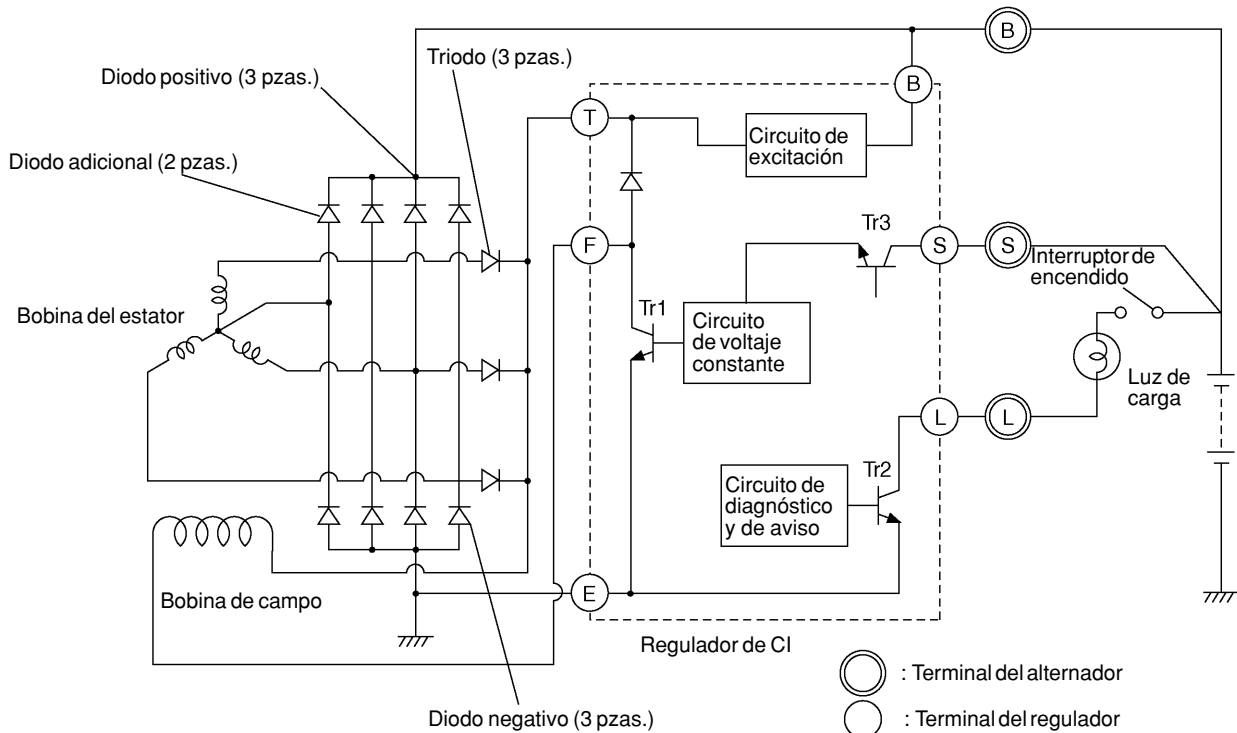 B
Triodo (3 pzas.)
Diodo positivo (3 pzas.)
B
T
Circuito de
excitación
Diodo adicional (2 pzas.)
Tr3
F
S
S
Interruptor de
encendido
Bobina del estator
Tr1
Circuito
de voltaje
constante
Luz de
carga
L
L
Tr2
Circuito de
diagnóstico
y de aviso
Bobina de campo
E
Regulador de CI
: Terminal del alternador
Diodo negativo (3 pzas.)
: Terminal del regulador